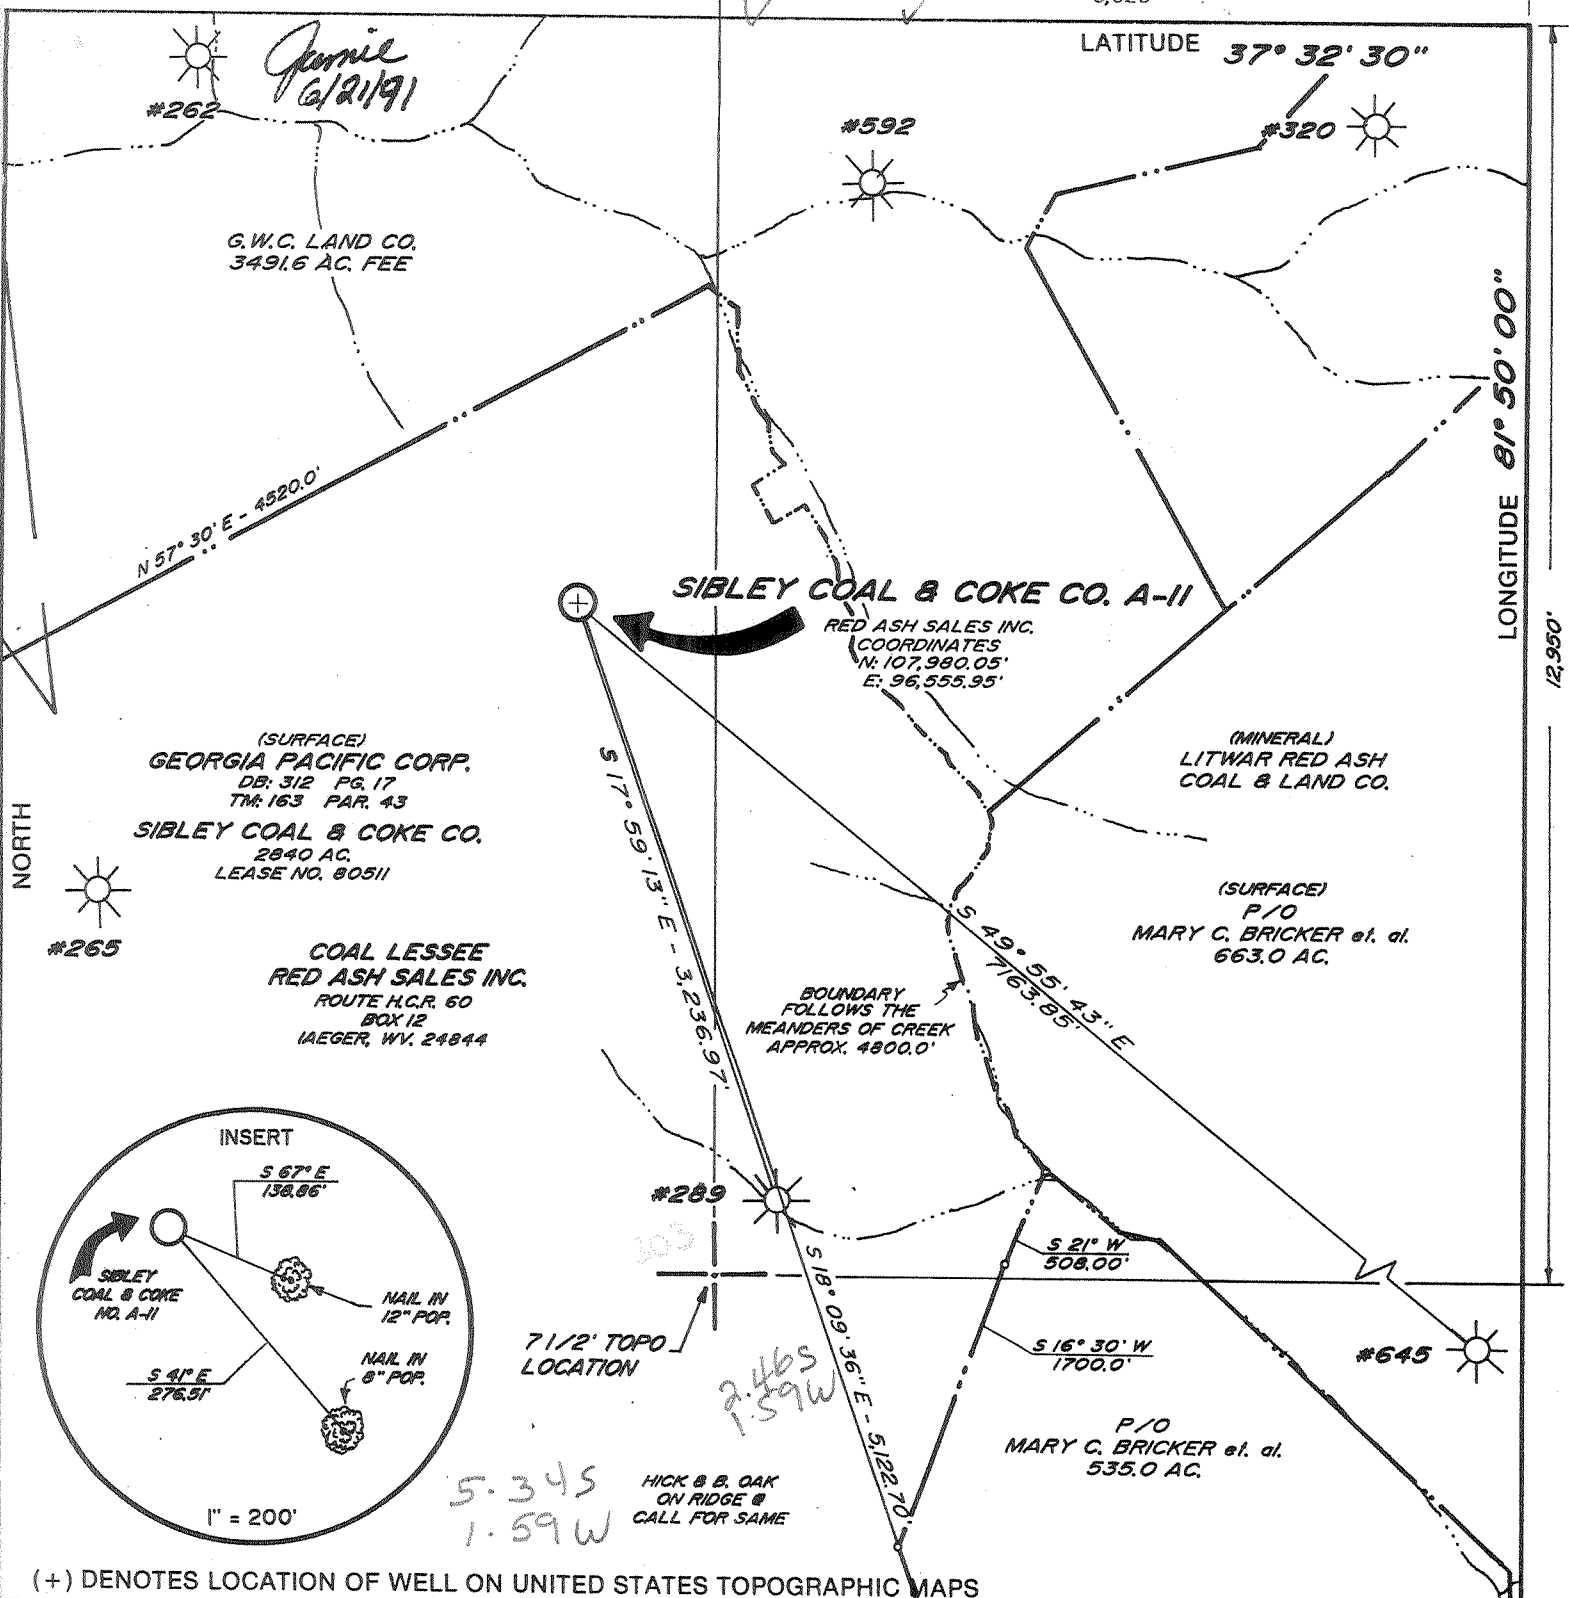 LATITUDE 37° 32' 30"
Jamie
6/21/91
#262
#592
#320
G.W.C. LAND CO.
3491.6 AC. FEE
LONGITUDE 81° 50' 00"
12,950'
N 57° 30' E - 4520.0'
SIBLEY COAL & COKE CO. A-11
RED ASH SALES INC.
COORDINATES
N: 107,980.05'
E: 96,555.95'
(SURFACE)
GEORGIA PACIFIC CORP.
DB: 312 PG. 17
TM: 163 PAR. 43
SIBLEY COAL & COKE CO.
2840 AC.
LEASE NO. 80511
NORTH
#265
(MINERAL)
LITWAR RED ASH
COAL & LAND CO.
(SURFACE)
P/O
MARY C. BRICKER et. al.
663.0 AC.
COAL LESSEE
RED ASH SALES INC.
ROUTE H.C.R. 60
BOX 12
IAEGER, WV. 24844
S 17° 59' 13" E - 3,236.97'
S 49° 55' 43" E
7163.85'
BOUNDARY
FOLLOWS THE
MEANDERS OF CREEK
APPROX. 4800.0'
INSERT
S 67° E
138.86'
SIBLEY
COAL & COKE
NO. A-11
NAIL IN
12" POP.
NAIL IN
8" POP.
S 41° E
276.51'
1" = 200'
#289
303
S 21° W
508.00'
7 1/2' TOPO
LOCATION
S 18° 09' 36" E - 5,122.70'
S 16° 30' W
1700.0'
#645
2.46S
1.59W
P/O
MARY C. BRICKER et. al.
535.0 AC.
5.34S
1.59W
HICK & B. OAK
ON RIDGE @
CALL FOR SAME
(+) DENOTES LOCATION OF WELL ON UNITED STATES TOPOGRAPHIC MAPS